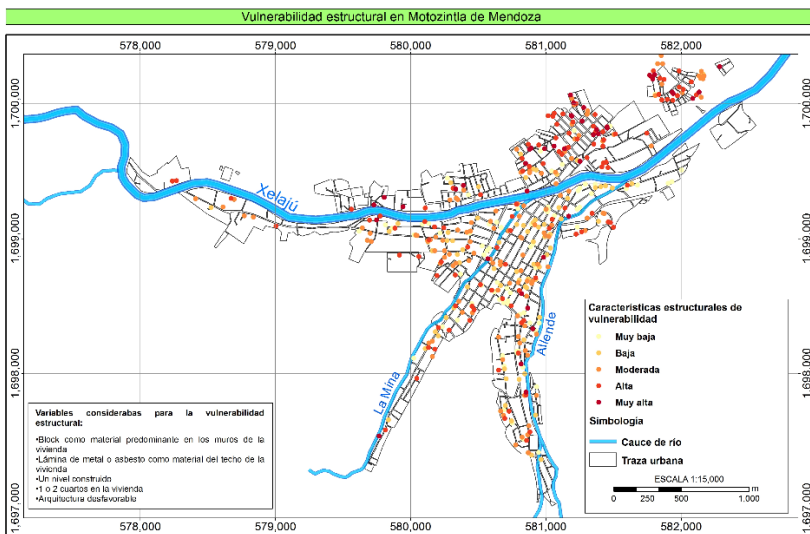 Vulnerabilidad estructural en Motozintla de Mendoza
578,000 579,000 580,000 581,000 582,000
1,700,000
1,700,000
1,699,000
1,699,000
1,698,000
1,698,000
1,697,000
1,697,000
Xelajú
La Mina
Allende
Variables considerabas para la vulnerabilidad
estructural:
•Block como material predominante en los muros de la
vivienda
•Lámina de metal o asbesto como material del techo de la
vivionda
•Un nivel construido
•1 o 2 cuartos en la vivienda
•Arquitectura desfavorable
Características estructurales de
vulnerabilidad
Muy baja
Baja
Moderada
Alta
Muy alta
Simbología
Cauce de río
Traza urbana
ESCALA 1:15,000
0 250 500 1,000 m
578,000 579,000 580,000 581,000 582,000